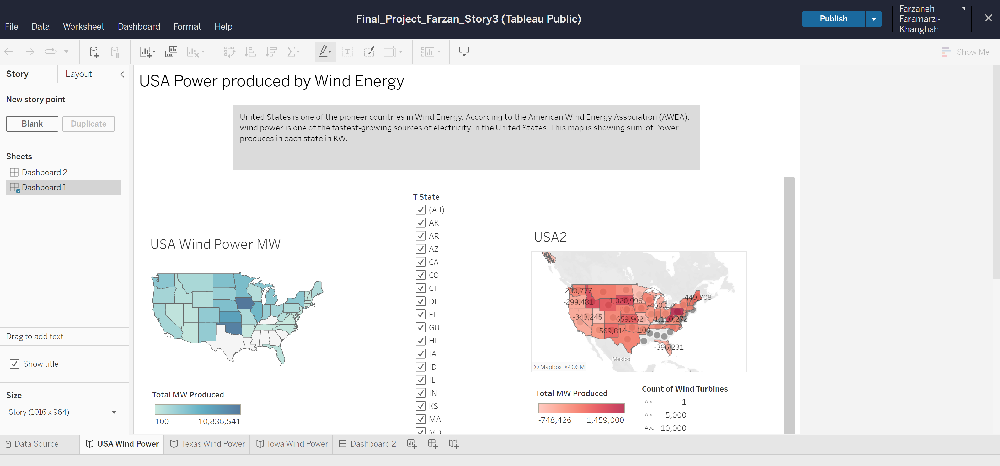 Final_Project_Farzan_Story3 (Tableau Public)
Publish
Farzaneh
Faramarzi-
Khanghah
File Data Worksheet Dashboard Format Help
T
Show Me
Story Layout
New story point
Blank Duplicate
Sheets
Dashboard 2
Dashboard 1
Drag to add text
Show title
Size
Story (1016 x 964)
USA Power produced by Wind Energy
United States is one of the pioneer countries in Wind Energy. According to the American Wind Energy Association (AWEA),
wind power is one of the fastest-growing sources of electricity in the United States. This map is showing sum of Power
produces in each state in KW.
USA Wind Power MW
Total MW Produced
100 10,836,541
T State
(All)
AK
AR
AZ
CA
CO
CT
DE
FL
GU
HI
IA
ID
IL
IN
KS
MA
MD
USA2
200,777
449,708
-299,481
1,020,996
-460,134
-343,245
659,962
1,110,272
569,814
100
-396,231
Mexico
© Mapbox © OSM
Total MW Produced
-748,426 1,459,000
Count of Wind Turbines
Abc 1
Abc 5,000
Abc 10,000
Data Source USA Wind Power Texas Wind Power Iowa Wind Power Dashboard 2